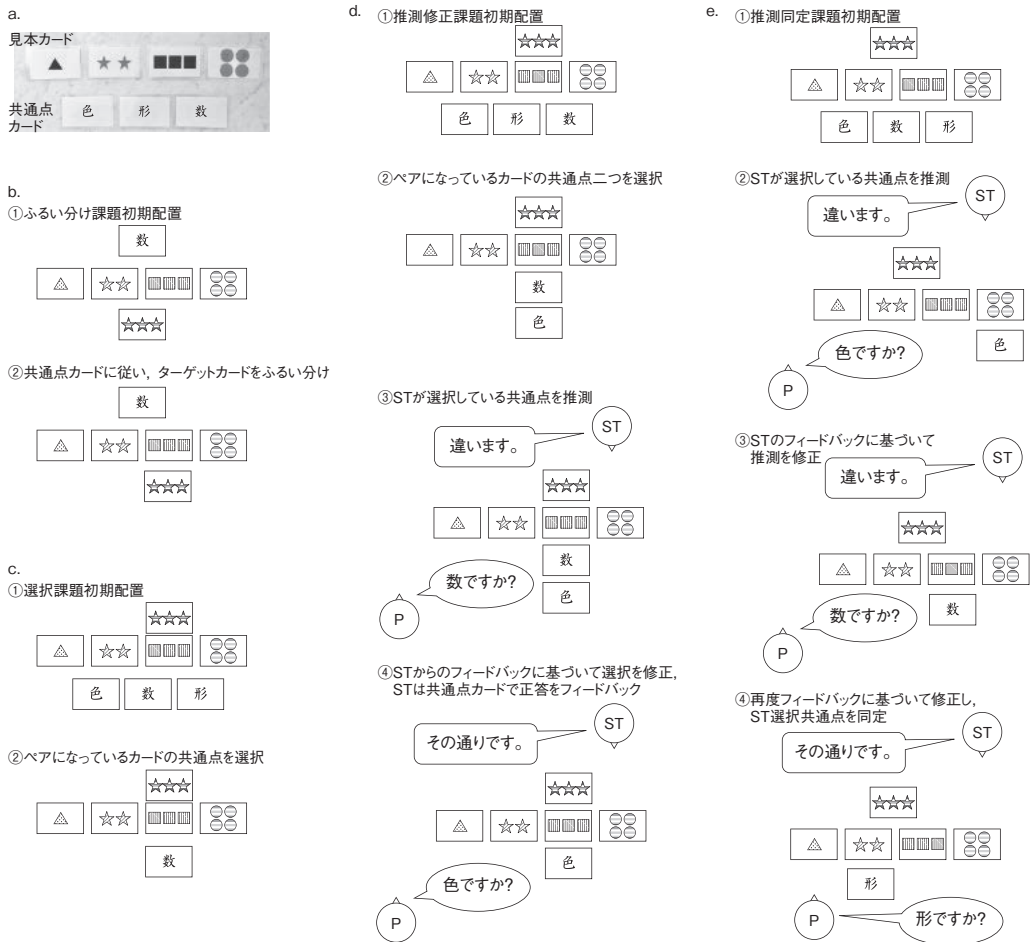 a.
見本カード
共通点
カード
色 形 数
b.
①ふるい分け課題初期配置
数
②共通点カードに従い，ターゲットカードをふるい分け
数
c.
①選択課題初期配置
色 数 形
②ペアになっているカードの共通点を選択
数
d.
①推測修正課題初期配置
色 形 数
②ペアになっているカードの共通点二つを選択
数
色
③STが選択している共通点を推測
ST
違います。
数
数ですか?
色
P
④STからのフィードバックに基づいて選択を修正，
STは共通点カードで正答をフィードバック
ST
その通りです。
色
色ですか?
P
e.
①推測同定課題初期配置
色 数 形
②STが選択している共通点を推測
ST
違います。
色ですか?
色
P
③STのフィードバックに基づいて
推測を修正
ST
違います。
数ですか?
数
P
④再度フィードバックに基づいて修正し，
ST選択共通点を同定
ST
その通りです。
形
P
形ですか?